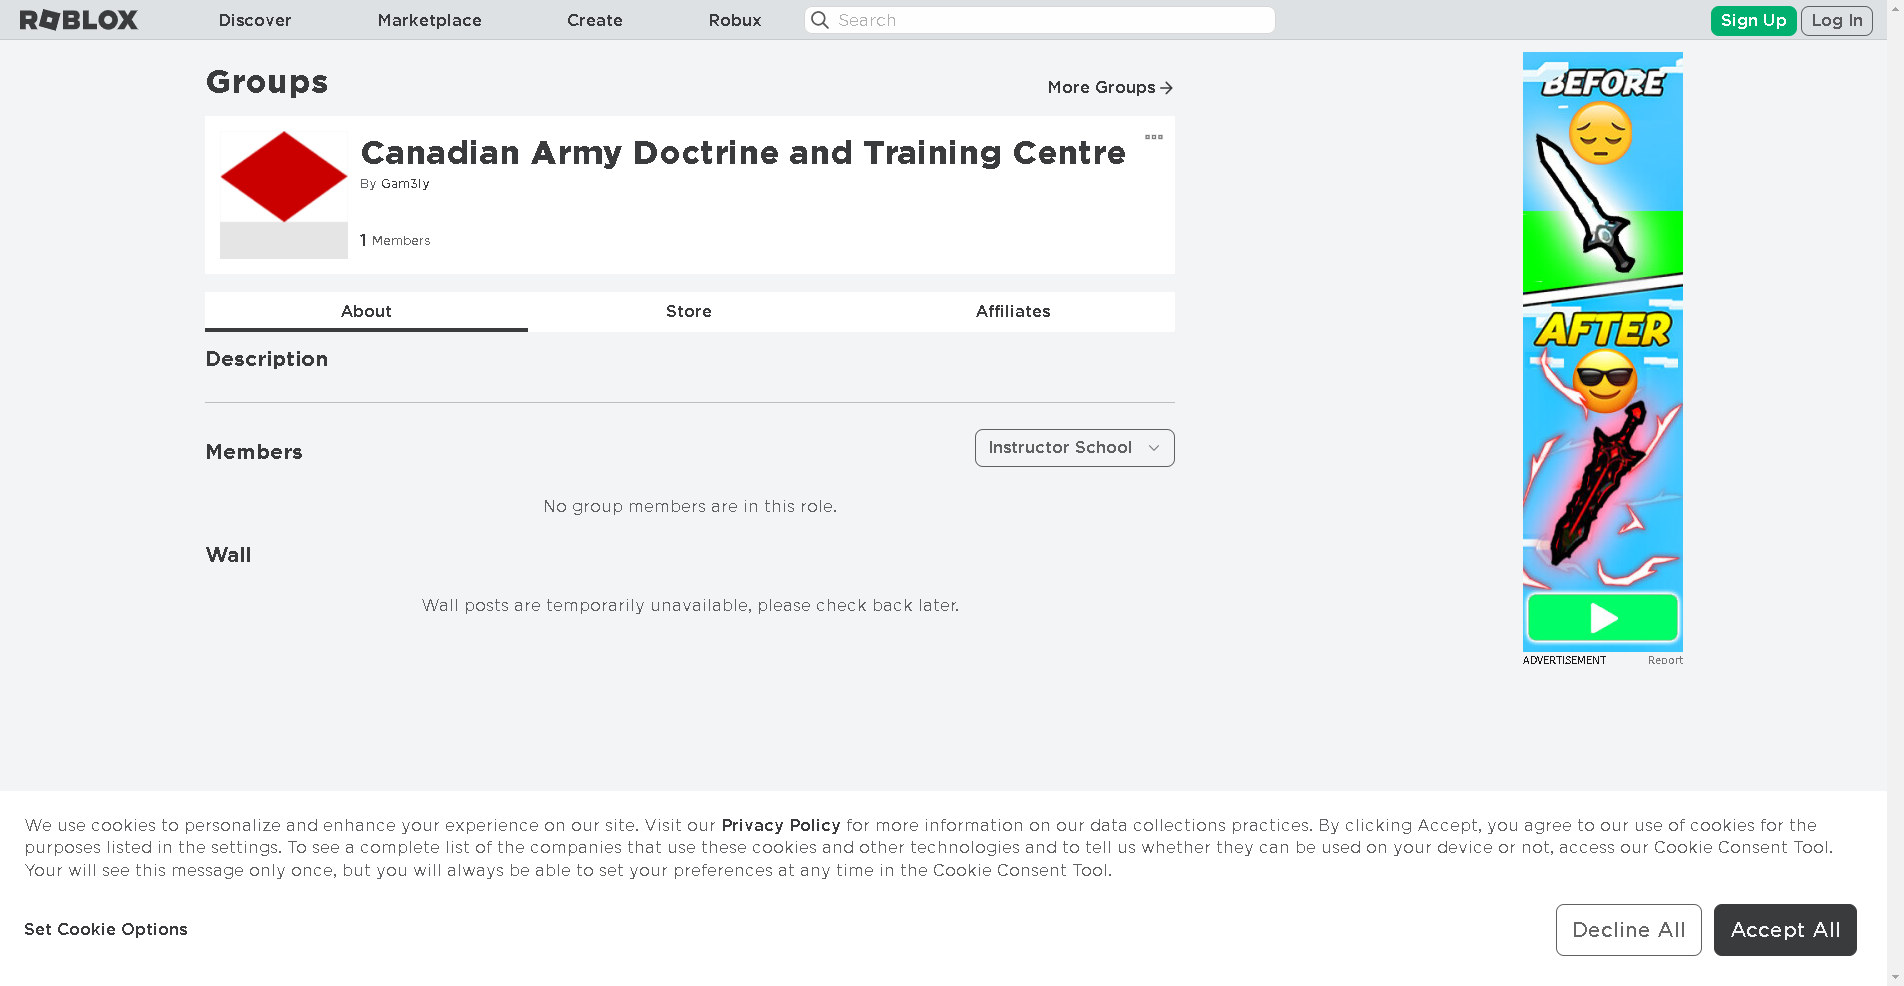 ROBLOX
Discover
Marketplace
Create
Robux
Search
Sign Up
Log In
Groups
More Groups
Canadian Army Doctrine and Training Centre
By Gam3ly
1 Members
About
Store
Affiliates
Description
Members
Instructor School
No group members are in this role.
Wall
Wall posts are temporarily unavailable, please check back later.
BEFORE
AFTER
ADVERTISEMENT
Report
We use cookies to personalize and enhance your experience on our site. Visit our Privacy Policy for more information on our data collections practices. By clicking Accept, you agree to our use of cookies for the
purposes listed in the settings. To see a complete list of the companies that use these cookies and other technologies and to tell us whether they can be used on your device or not, access our Cookie Consent Tool.
Your will see this message only once, but you will always be able to set your preferences at any time in the Cookie Consent Tool.
Set Cookie Options
Decline All
Accept All